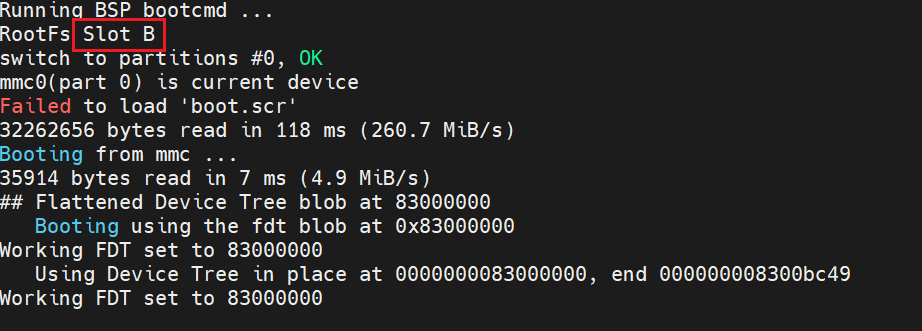 Running BSP bootcmd ...
RootFs Slot B
switch to partitions #0, OK
mmc0(part 0) is current device
Failed to load 'boot.scr'
32262656 bytes read in 118 ms (260.7 MiB/s)
Booting from mmc ...
35914 bytes read in 7 ms (4.9 MiB/s)
## Flattened Device Tree blob at 83000000
   Booting using the fdt blob at 0x83000000
Working FDT set to 83000000
   Using Device Tree in place at 0000000083000000, end 000000008300bc49
Working FDT set to 83000000